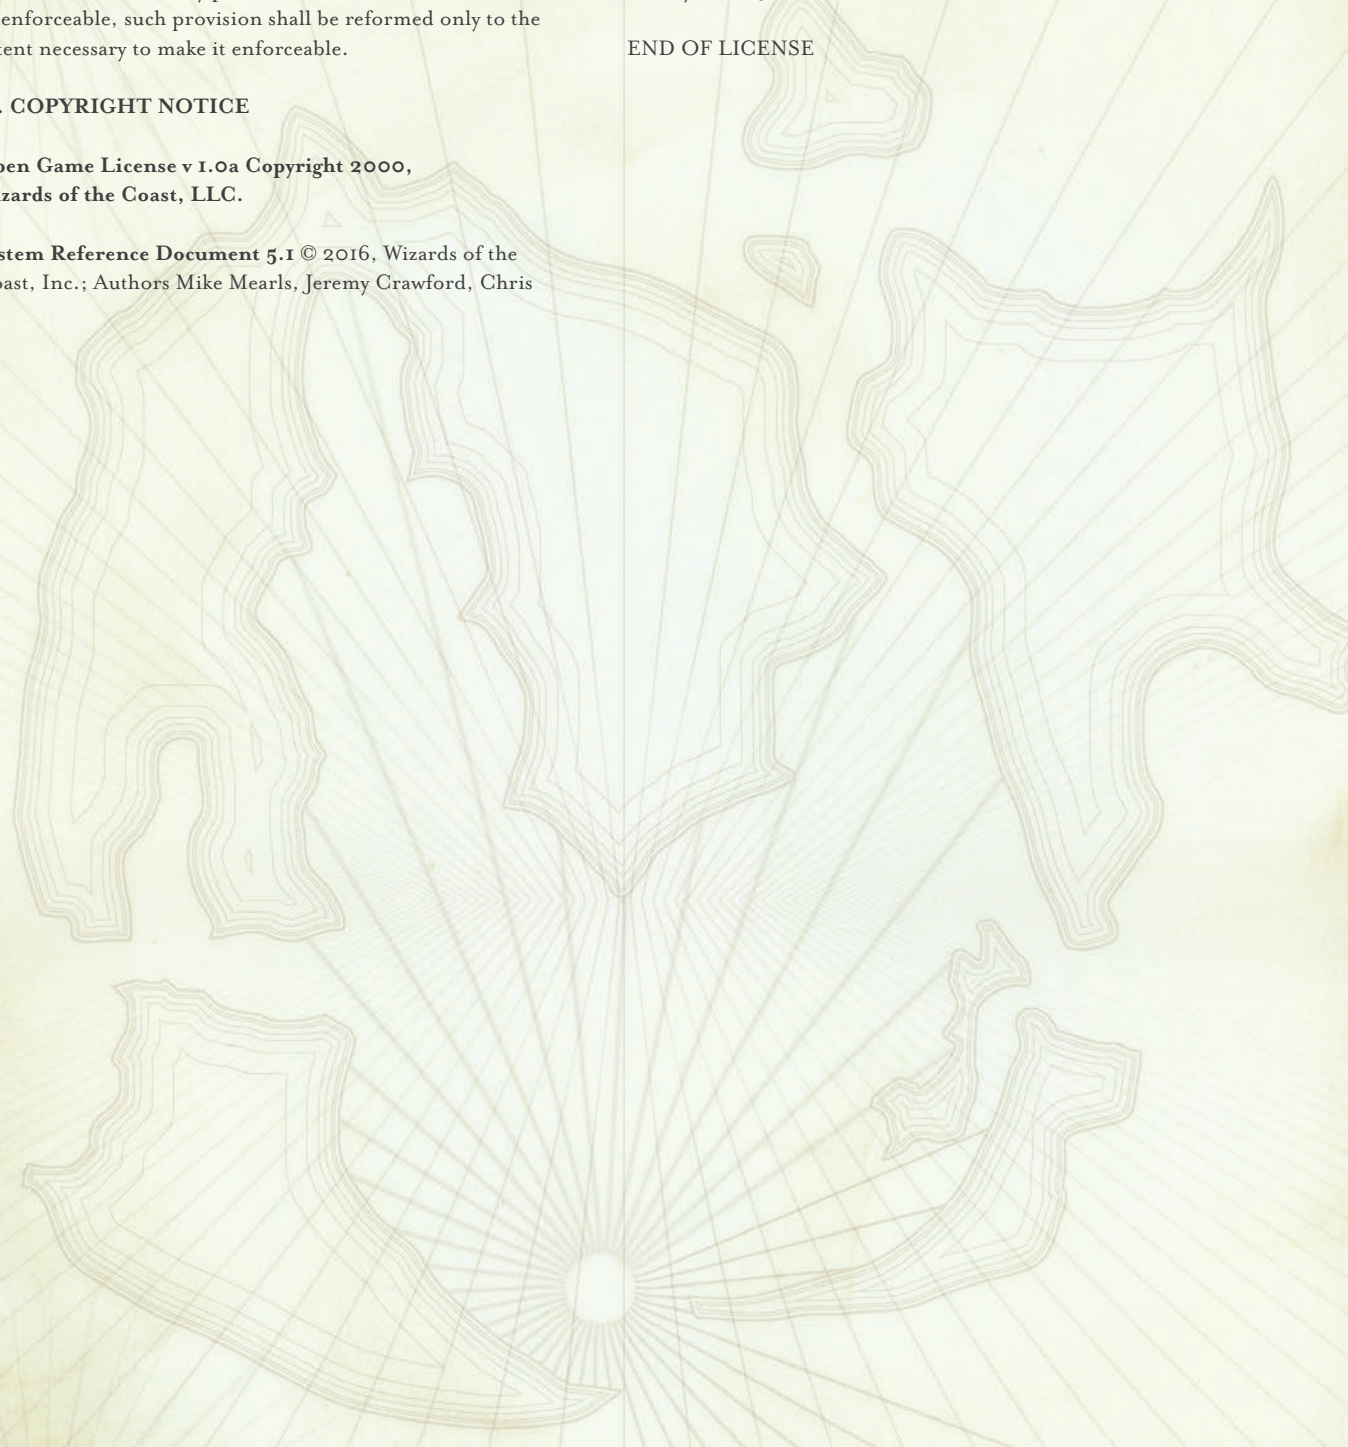 enforceable, such provision shall be reformed only to the
tent necessary to make it enforceable.
. COPYRIGHT NOTICE
pen Game License v 1.0a Copyright 2000,
izards of the Coast, LLC.
stem Reference Document 5.1 © 2016, Wizards of the
oast, Inc.; Authors Mike Mearls, Jeremy Crawford, Chris
END OF LICENSE